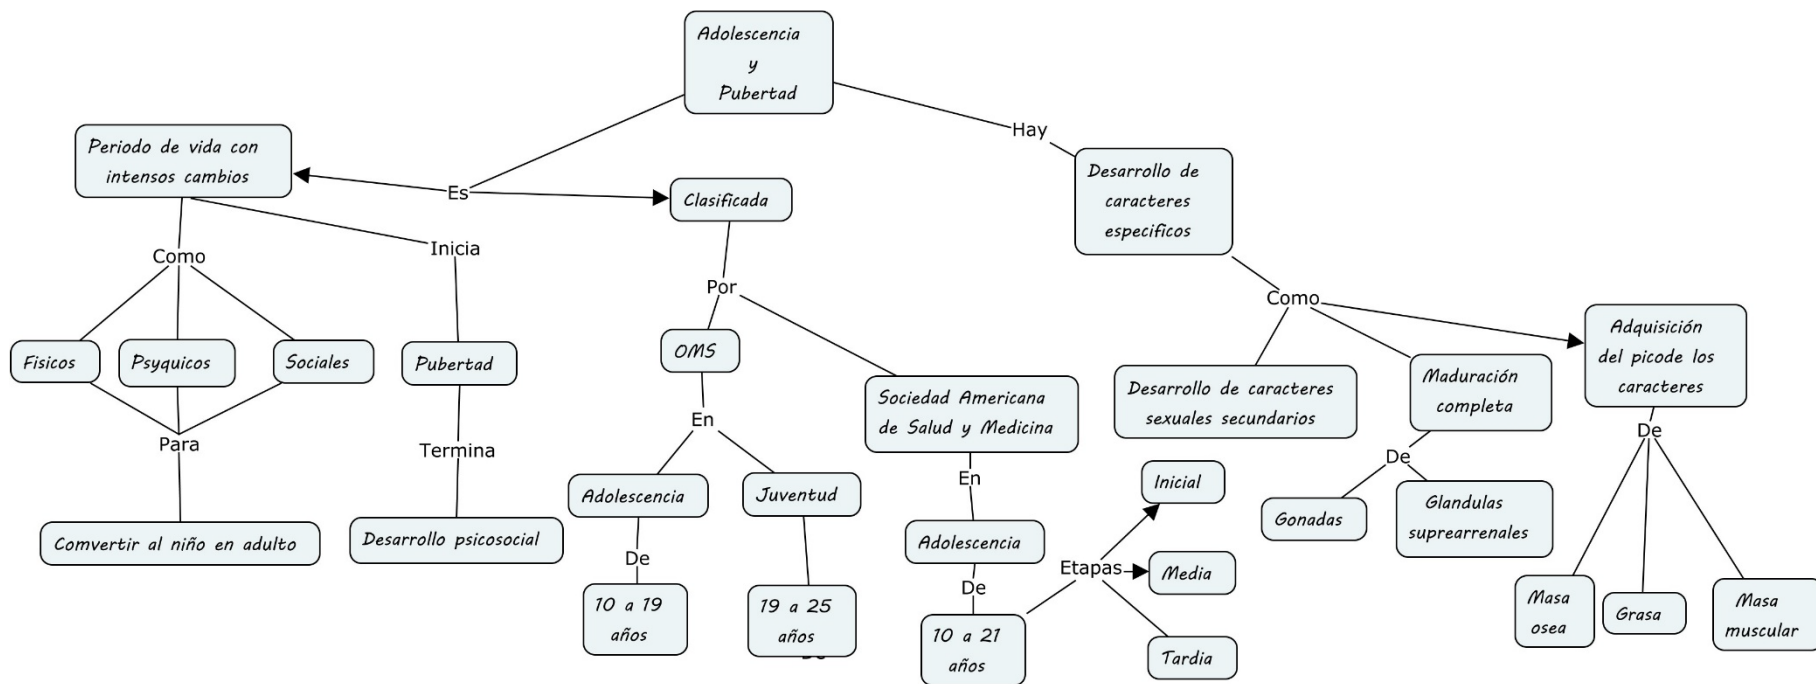 Adolescencia
y
Pubertad
Hay
Periodo de vida con
intensos cambios
Es
Clasificada
Desarrollo de
caracteres
especificos
Como
Inicia
Por
Como
Fisicos
Psyquicos
Sociales
Pubertad
OMS
Sociedad Americana
de Salud y Medicina
Desarrollo de caracteres
sexuales secundarios
Maduración
completa
Adquisición
del picode los
caracteres
Para
Termina
En
En
De
De
Comvertir al niño en adulto
Desarrollo psicosocial
Adolescencia
Juventud
Adolescencia
Inicial
Etapas
Media
Tardia
Gonadas
Glandulas
suprearrenales
De
De
10 a 19
años
19 a 25
años
10 a 21
años
Masa
osea
Grasa
Masa
muscular